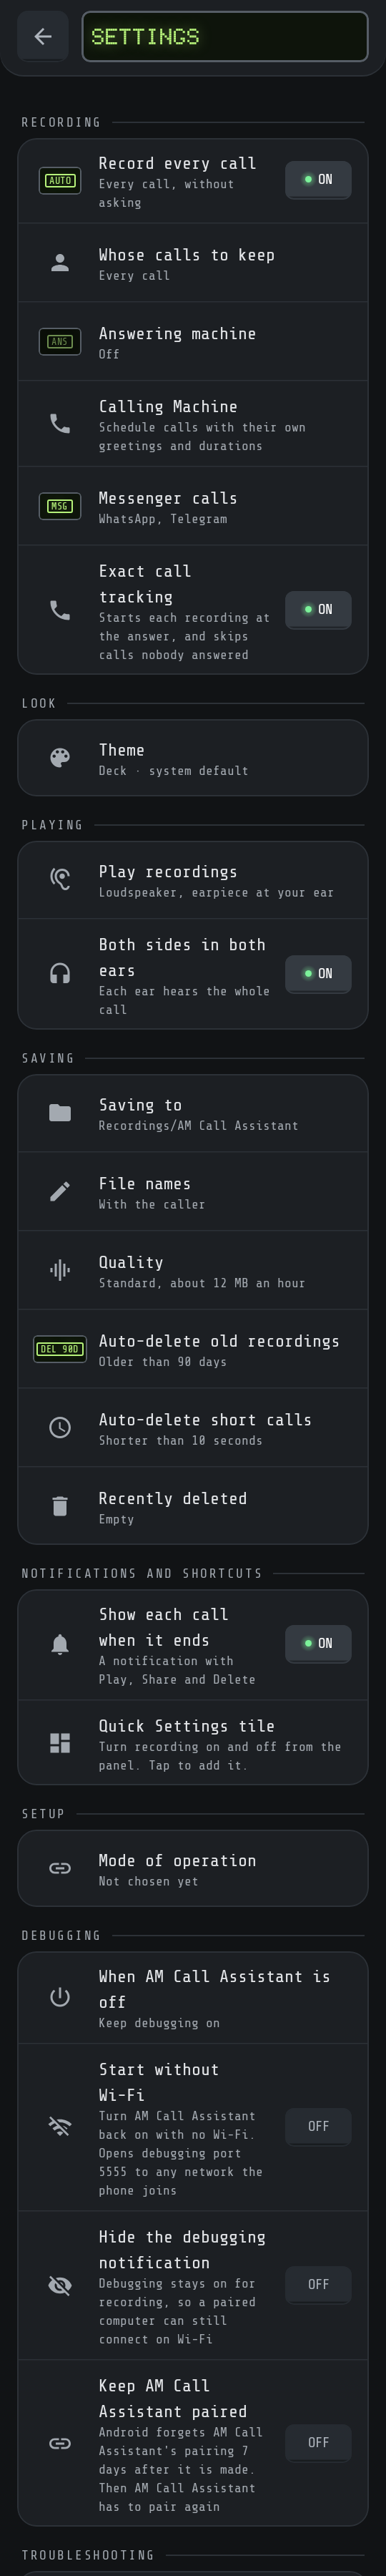 SETTINGS
RECORDING
AUTO
Record every call
Every call, without
asking
ON
Whose calls to keep
Every call
ANS
Answering machine
Off
Calling Machine
Schedule calls with their own
greetings and durations
MSG
Messenger calls
WhatsApp, Telegram
Exact call
tracking
Starts each recording at
the answer, and skips
calls nobody answered
ON
LOOK
Theme
Deck · system default
PLAYING
Play recordings
Loudspeaker, earpiece at your ear
Both sides in both
ears
Each ear hears the whole
call
ON
SAVING
Saving to
Recordings/AM Call Assistant
File names
With the caller
Quality
Standard, about 12 MB an hour
DEL 90D
Auto-delete old recordings
Older than 90 days
Auto-delete short calls
Shorter than 10 seconds
Recently deleted
Empty
NOTIFICATIONS AND SHORTCUTS
Show each call
when it ends
A notification with
Play, Share and Delete
ON
Quick Settings tile
Turn recording on and off from the
panel. Tap to add it.
SETUP
Mode of operation
Not chosen yet
DEBUGGING
When AM Call Assistant is
off
Keep debugging on
Start without
Wi-Fi
Turn AM Call Assistant
back on with no Wi-Fi.
Opens debugging port
5555 to any network the
phone joins
OFF
Hide the debugging
notification
Debugging stays on for
recording, so a paired
computer can still
connect on Wi-Fi
OFF
Keep AM Call
Assistant paired
Android forgets AM Call
Assistant's pairing 7
days after it is made.
Then AM Call Assistant
has to pair again
OFF
TROUBLESHOOTING